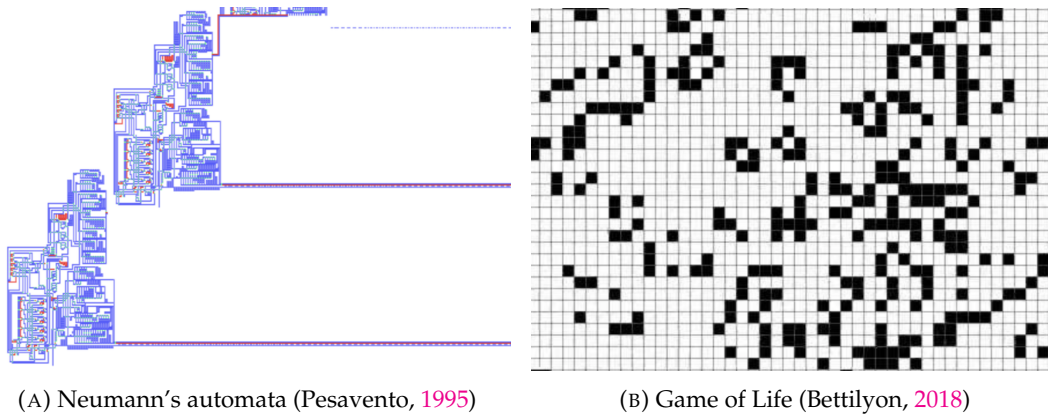 (A) Neumann's automata (Pesavento, 1995)
(B) Game of Life (Bettilyon, 2018)